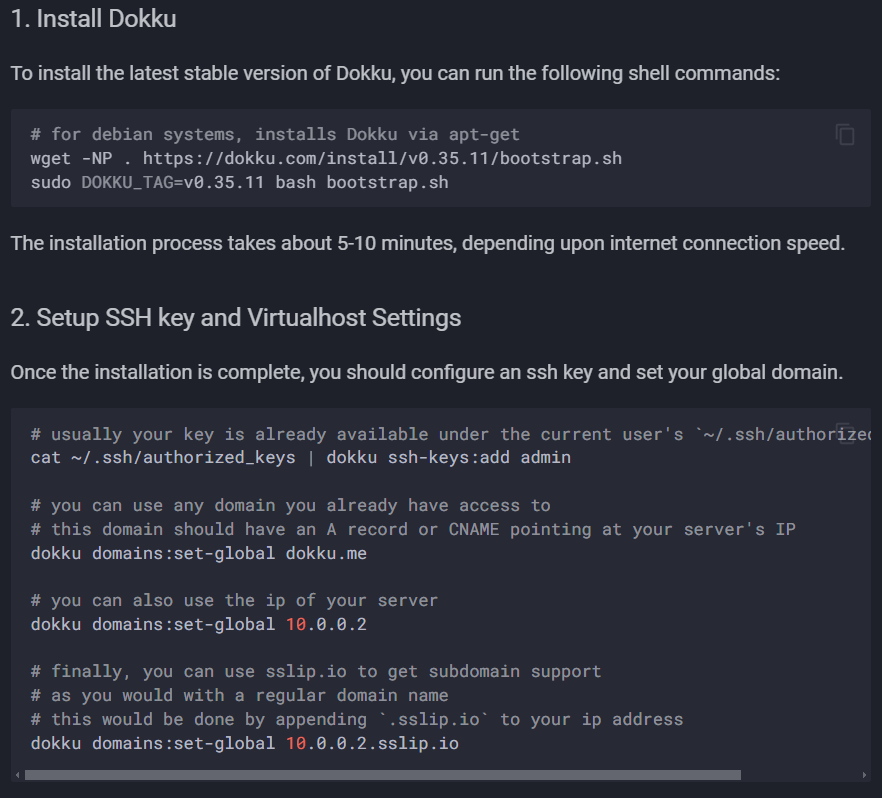 1. Install Dokku
To install the latest stable version of Dokku, you can run the following shell commands:
# for debian systems, installs Dokku via apt-get
wget -NP . https://dokku.com/install/v0.35.11/bootstrap.sh
sudo DOKKU_TAG=v0.35.11 bash bootstrap.sh
The installation process takes about 5-10 minutes, depending upon internet connection speed.
2. Setup SSH key and Virtualhost Settings
Once the installation is complete, you should configure an ssh key and set your global domain.
# usually your key is already available under the current user's `~/.ssh/authorized
cat ~/.ssh/authorized_keys | dokku ssh-keys:add admin
# you can use any domain you already have access to
# this domain should have an A record or CNAME pointing at your server's IP
dokku domains:set-global dokku.me
# you can also use the ip of your server
dokku domains:set-global 10.0.0.2
# finally, you can use sslip.io to get subdomain support
# as you would with a regular domain name
# this would be done by appending `.sslip.io` to your ip address
dokku domains:set-global 10.0.0.2.sslip.io